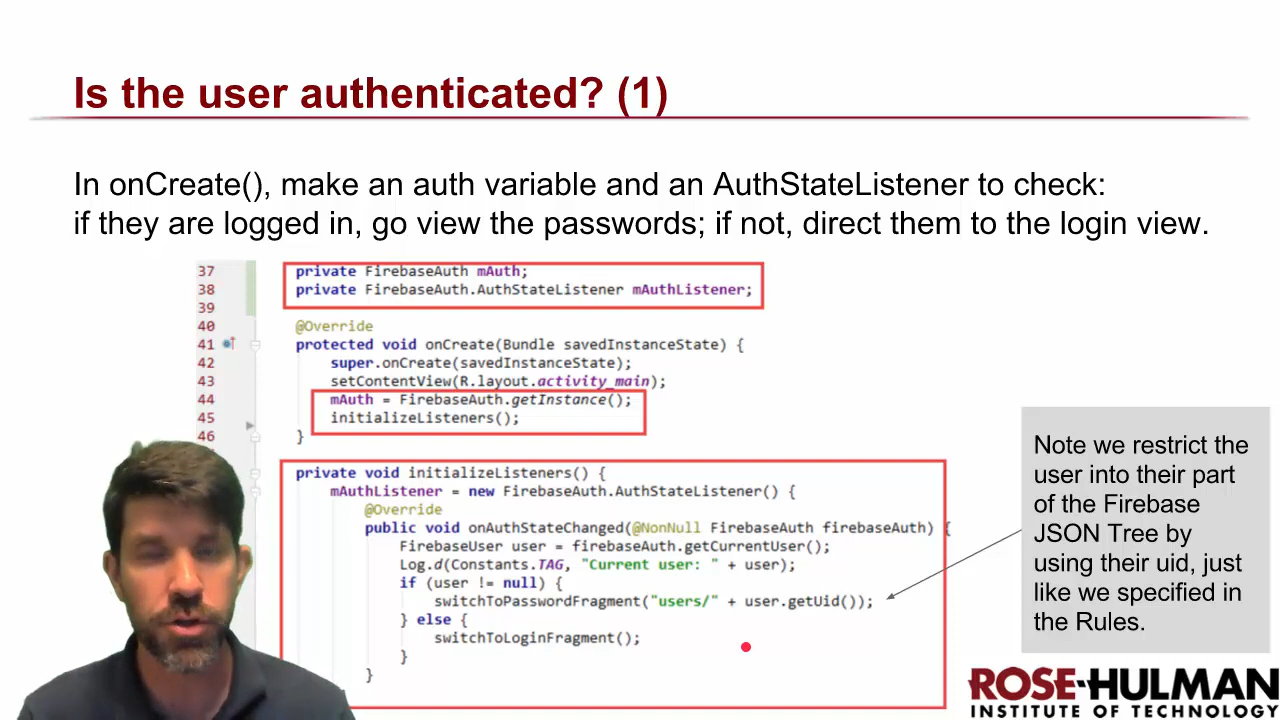 Is the user authenticated? (1)
In onCreate(), make an auth variable and an AuthStateListener to check:
if they are logged in, go view the passwords; if not, direct them to the login view.
37 private FirebaseAuth mAuth;
38 private FirebaseAuth.AuthStateListener mAuthListener;
39
40 @Override
41 protected void onCreate(Bundle savedInstanceState) {
42 super.onCreate(savedInstanceState);
43 setContentView(R.layout.activity_main);
44 mAuth = FirebaseAuth.getInstance();
45 initializeListeners();
46 }
private void initializeListeners() {
mAuthListener = new FirebaseAuth.AuthStateListener() {
@Override
public void onAuthStateChanged(@NonNull FirebaseAuth firebaseAuth) {
FirebaseUser user = firebaseAuth.getCurrentUser();
Log.d(Constants.TAG, "Current user: " + user);
if (user != null) {
switchToPasswordFragment("users/" + user.getUid());
} else {
switchToLoginFragment();
}
}
Note we restrict the
user into their part
of the Firebase
JSON Tree by
using their uid, just
like we specified in
the Rules.
ROSE-HULMAN
INSTITUTE OF TECHNOLOGY